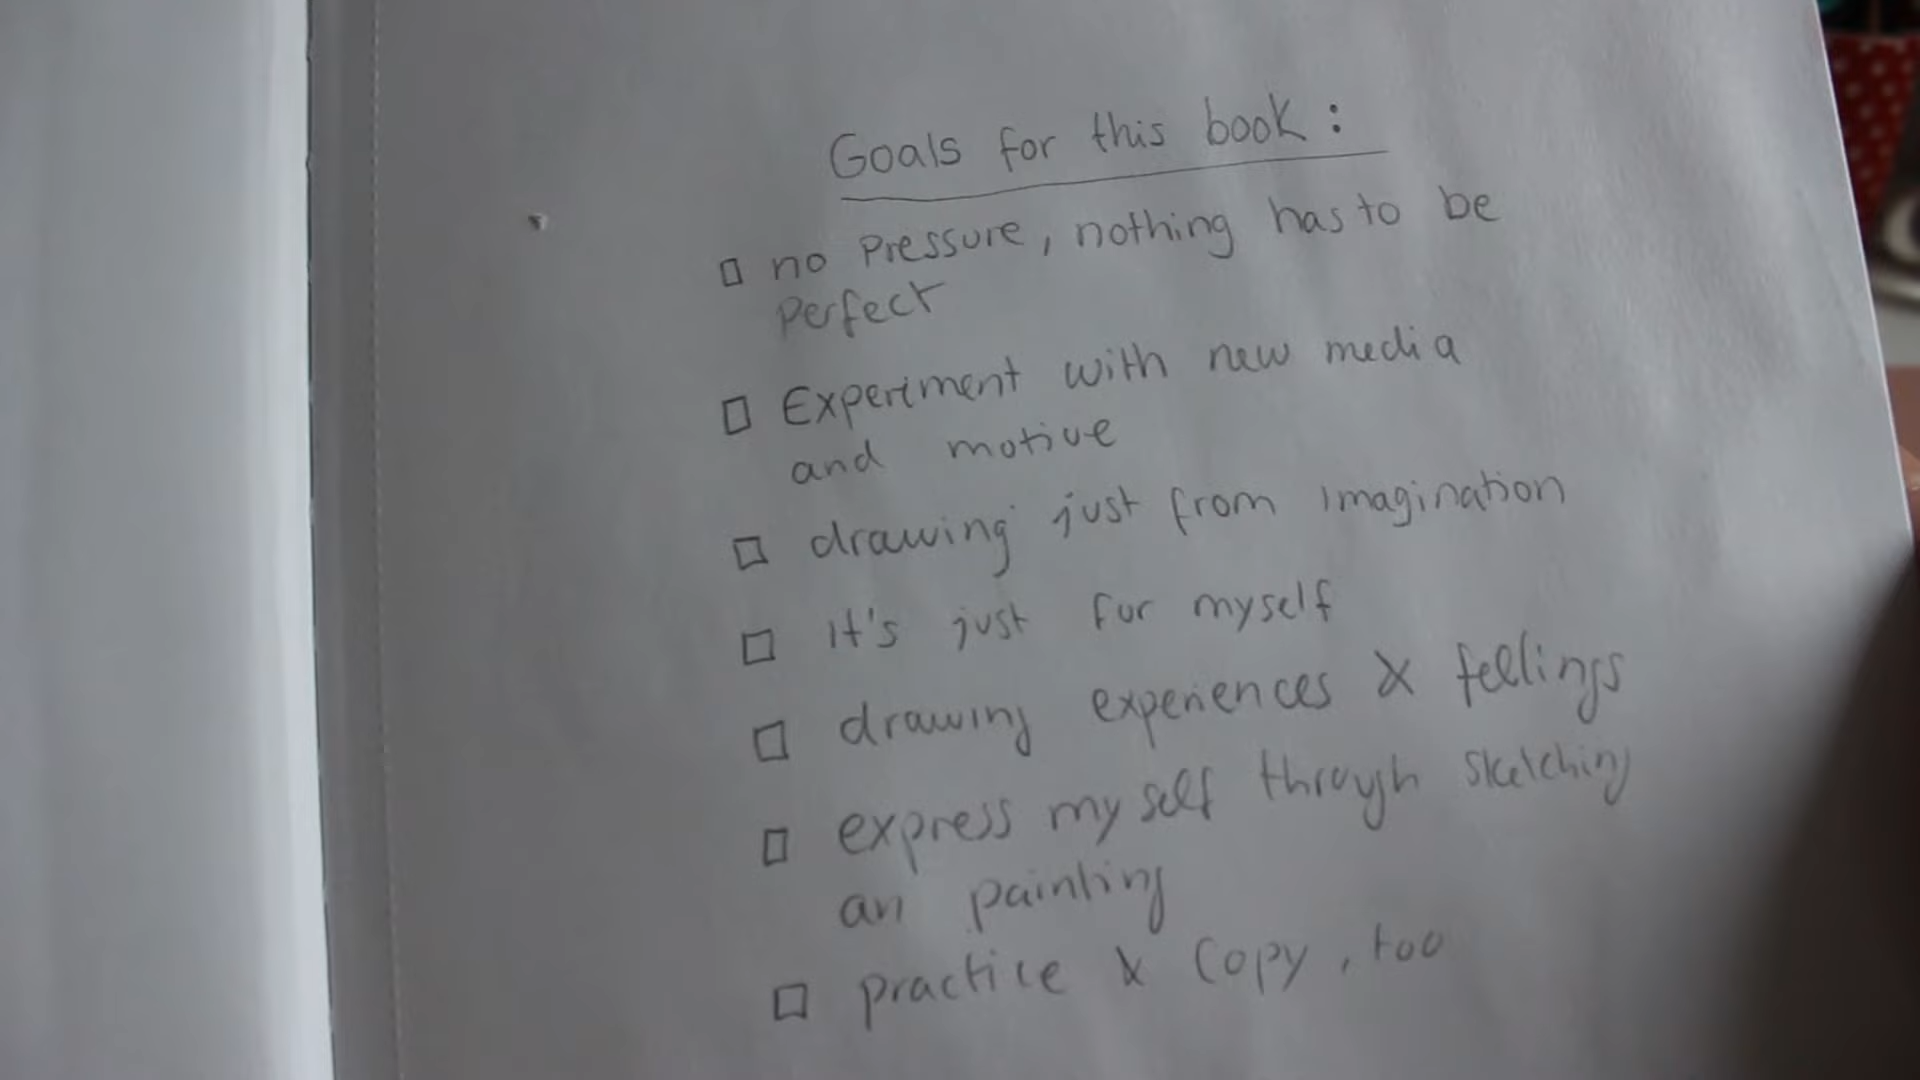 Goals for this book:
no pressure, nothing has to be
perfect
Experiment with new media
and motive
drawing just from imagination
it's just for myself
drawing experiences & fellings
express my self through sketching
an painting
practice & copy, too